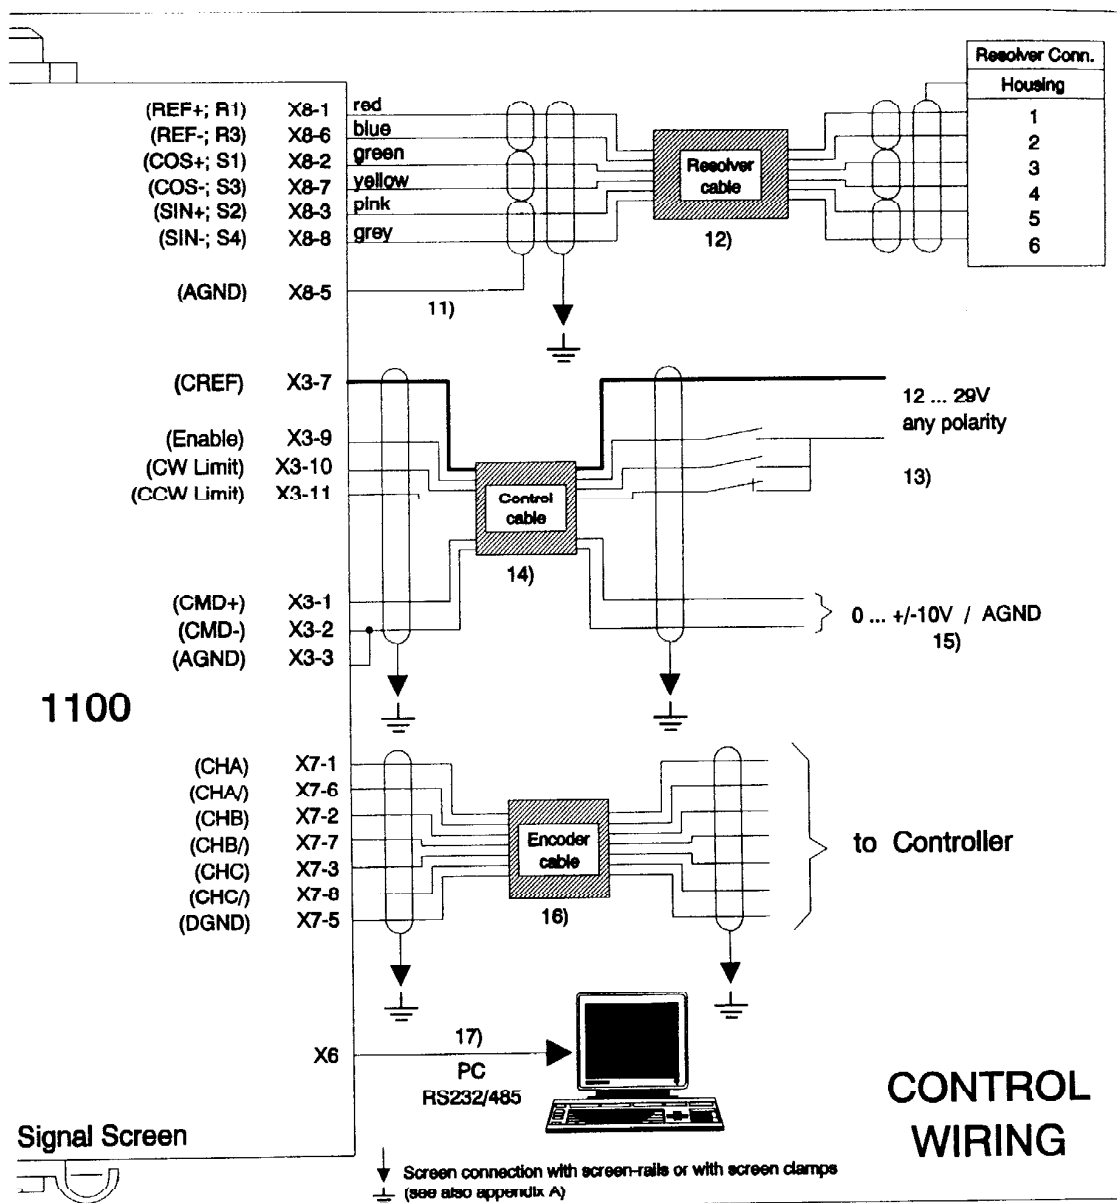 Resolver Conn.
Housing
1
2
3
4
5
6
(REF+; R1) X8-1 red
(REF-; R3) X8-6 blue
(COS+; S1) X8-2 green
(COS-; S3) X8-7 yellow
(SIN+; S2) X8-3 pink
(SIN-; S4) X8-8 grey
Resolver
cable
12)
(AGND) X8-5
11)
(CREF) X3-7
12 ... 29V
any polarity
(Enable) X3-9
(CW Limit) X3-10
(CCW Limit) X3-11
13)
Control
cable
14)
(CMD+) X3-1
(CMD-) X3-2
(AGND) X3-3
0 ... +/-10V / AGND
15)
1100
(CHA) X7-1
(CHA/) X7-6
(CHB) X7-2
(CHB/) X7-7
(CHC) X7-3
(CHC/) X7-8
(DGND) X7-5
Encoder
cable
16)
to Controller
X6
17)
PC
RS232/485
CONTROL
WIRING
Signal Screen
Screen connection with screen-rails or with screen clamps
(see also appendix A)